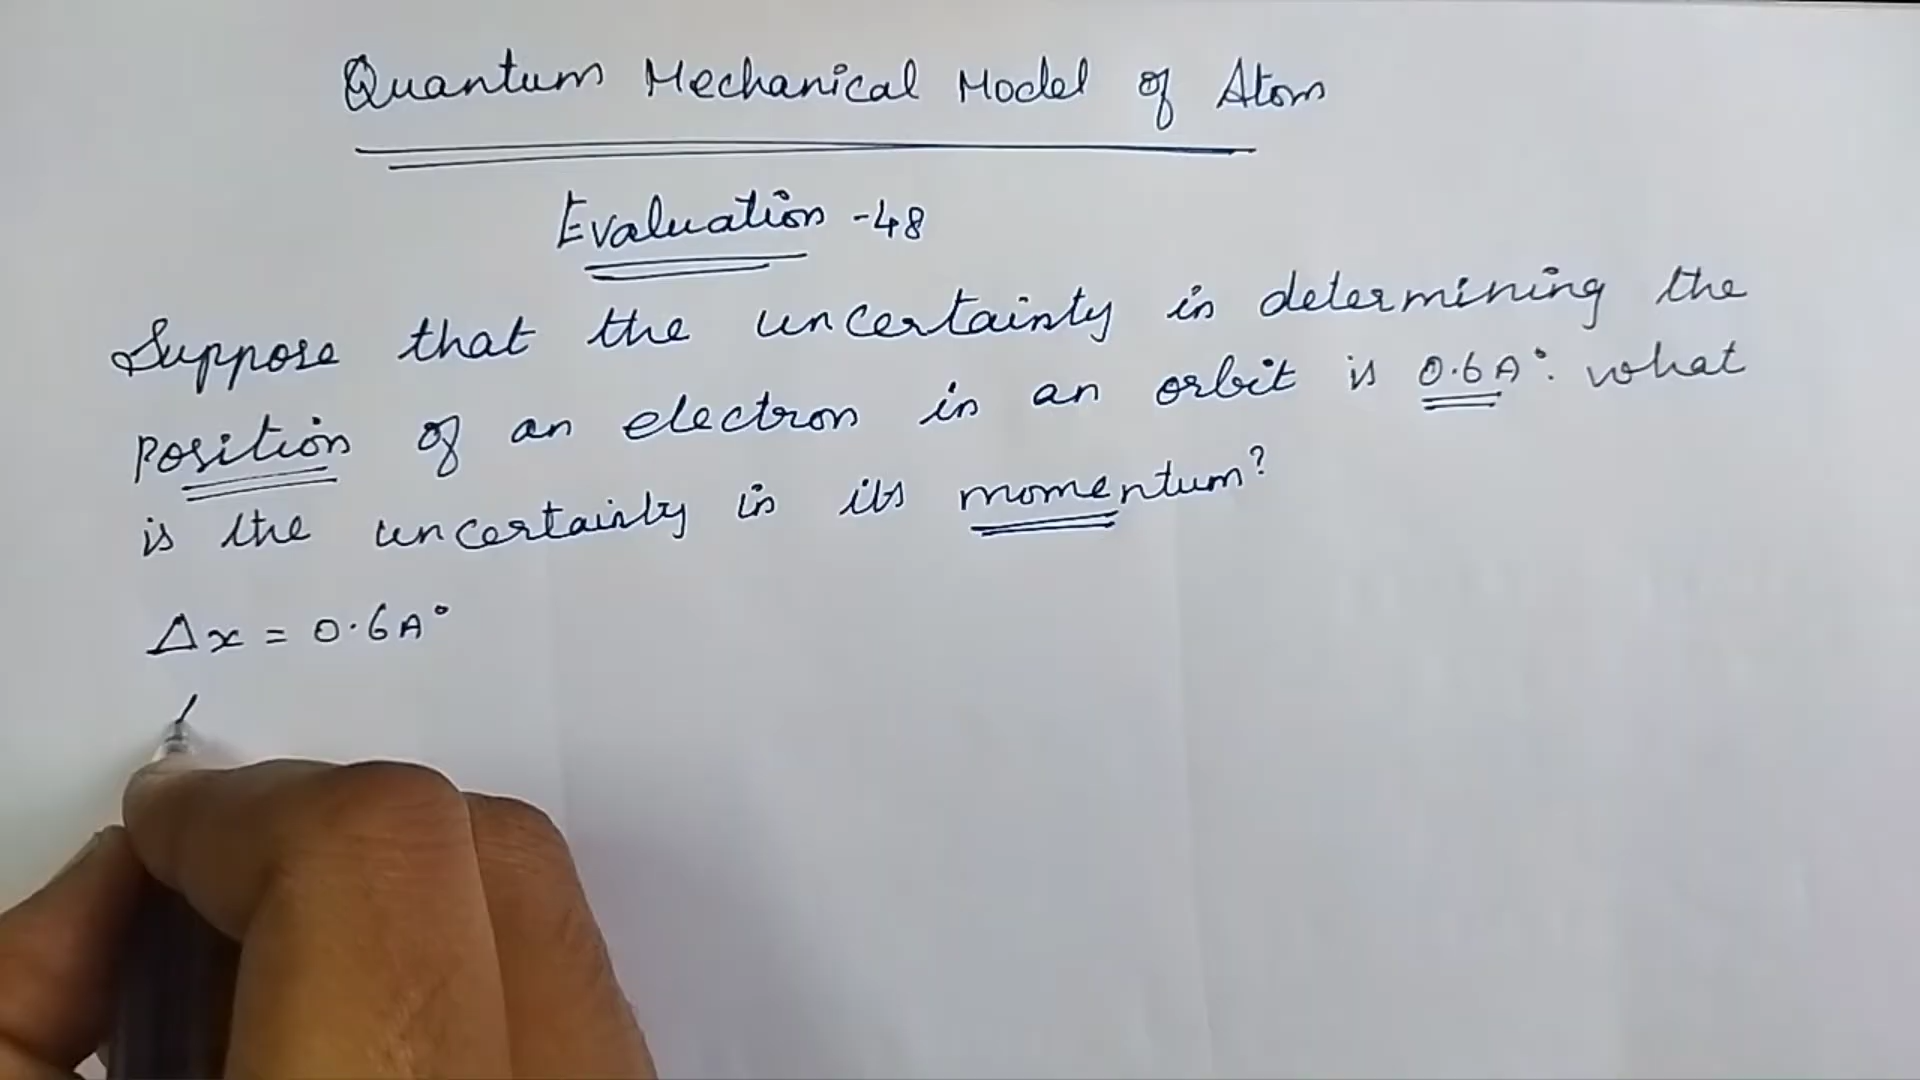 Quantum Mechanical Model of Atom
Evaluation -48
Suppose that the uncertainty in determining the
position of an electron in an orbit is 0.6A°. what
is the uncertainty in its momentum?
Δx = 0.6A°